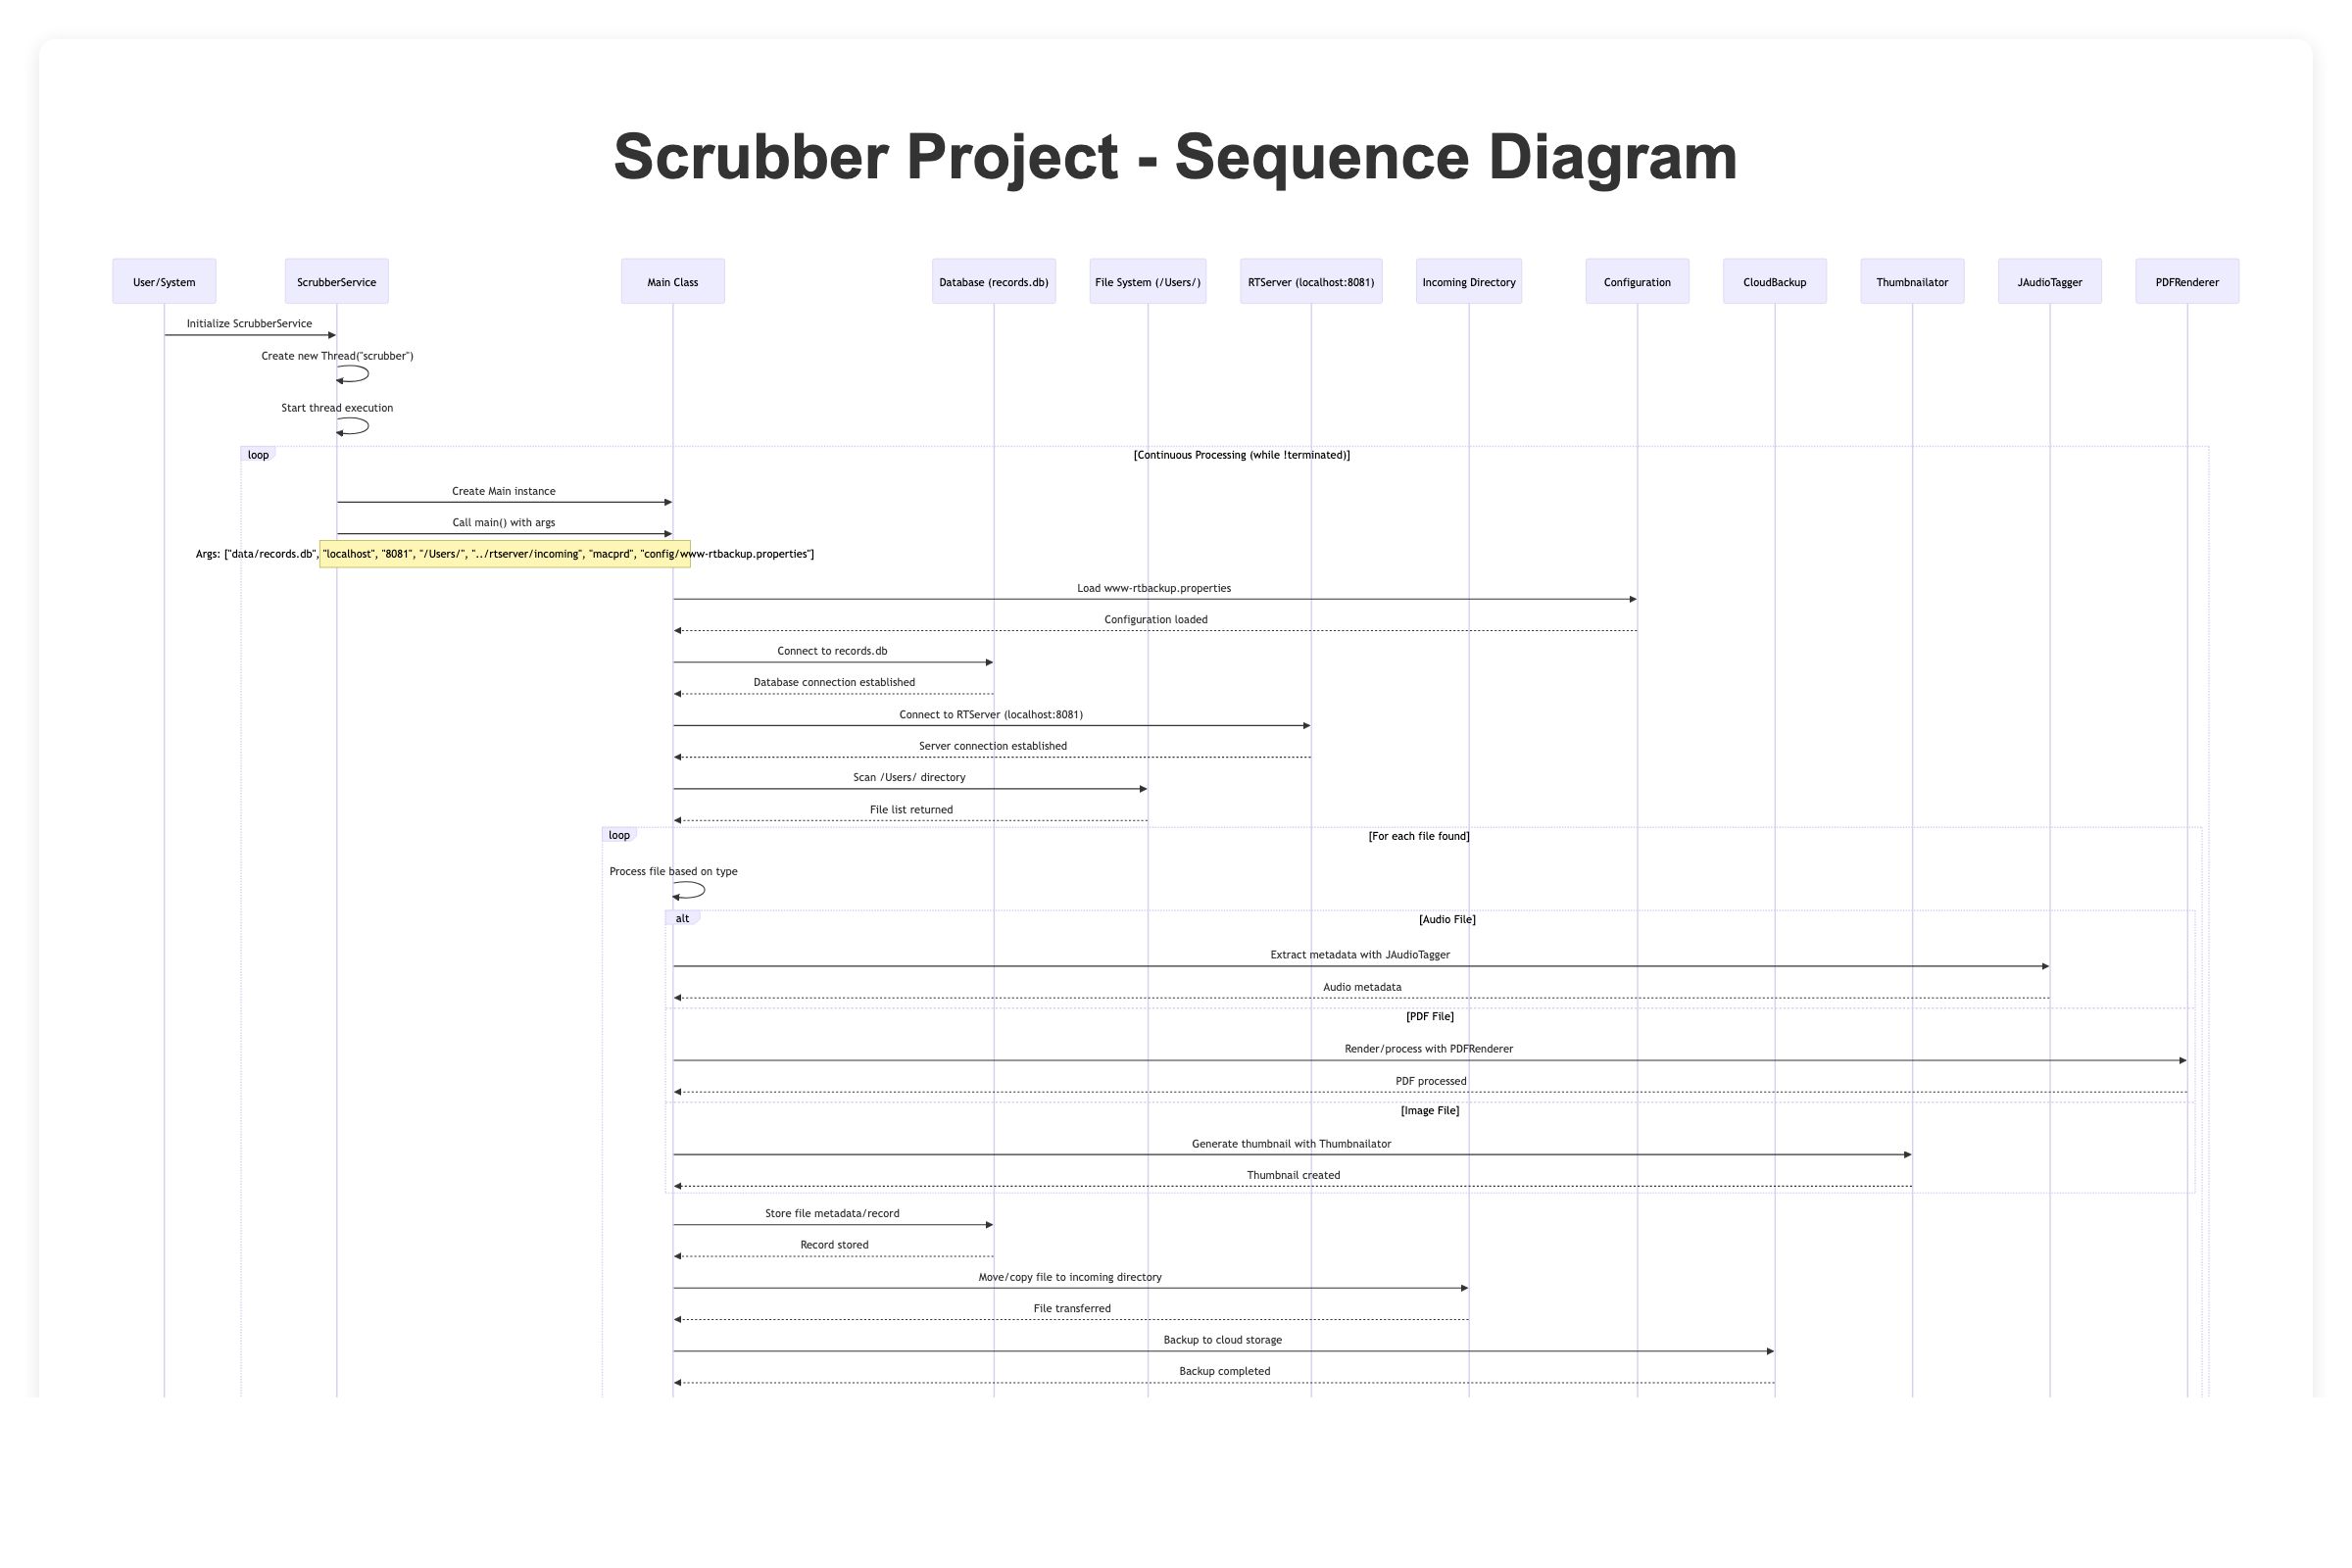 Scrubber Project - Sequence Diagram
User/System
ScrubberService
Main Class
Database (records.db)
File System (/Users/)
RTServer (localhost:8081)
Incoming Directory
Configuration
CloudBackup
Thumbnailator
JAudioTagger
PDFRenderer
Initialize ScrubberService
Create new Thread("scrubber")
Start thread execution
loop
[Continuous Processing (while !terminated)]
Create Main instance
Call main() with args
Args: ["data/records.db", "localhost", "8081", "/Users/", "../rtserver/incoming", "macprd", "config/www-rtbackup.properties"]
Load www-rtbackup.properties
Configuration loaded
Connect to records.db
Database connection established
Connect to RTServer (localhost:8081)
Server connection established
Scan /Users/ directory
File list returned
loop
[For each file found]
Process file based on type
alt
[Audio File]
Extract metadata with JAudioTagger
Audio metadata
[PDF File]
Render/process with PDFRenderer
PDF processed
[Image File]
Generate thumbnail with Thumbnailator
Thumbnail created
Store file metadata/record
Record stored
Move/copy file to incoming directory
File transferred
Backup to cloud storage
Backup completed